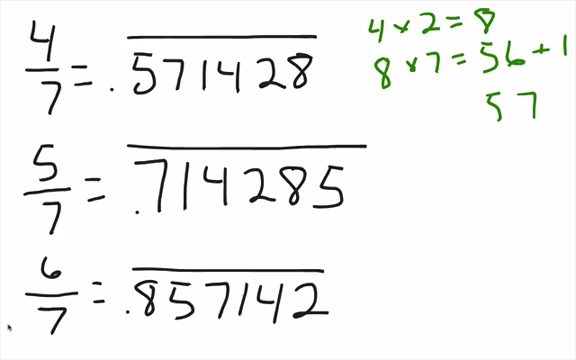 4/7 = .571428
4 × 2 = 8
8 × 7 = 56 + 1
57
5/7 = .714285
6/7 = .857142